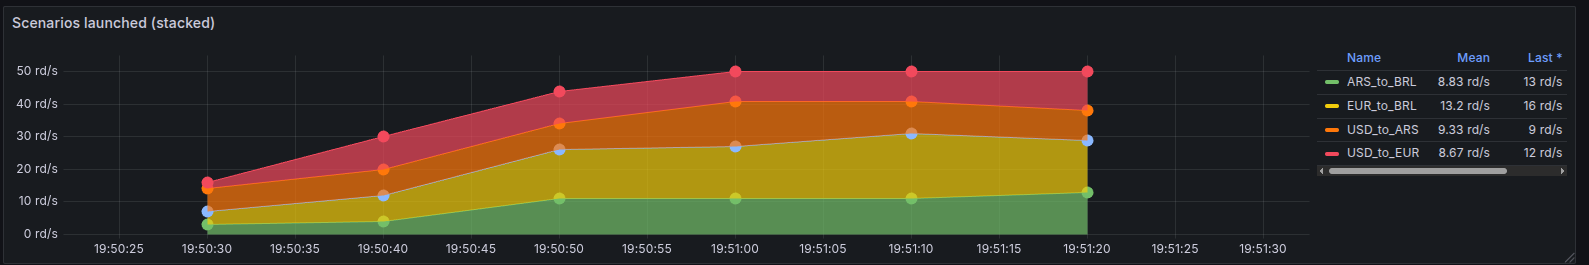 Scenarios launched (stacked)
50 rd/s
40 rd/s
30 rd/s
20 rd/s
10 rd/s
0 rd/s
19:50:25 19:50:30 19:50:35 19:50:40 19:50:45 19:50:50 19:50:55 19:51:00 19:51:05 19:51:10 19:51:15 19:51:20 19:51:25 19:51:30
Name Mean Last *
ARS_to_BRL 8.83 rd/s 13 rd/s
EUR_to_BRL 13.2 rd/s 16 rd/s
USD_to_ARS 9.33 rd/s 9 rd/s
USD_to_EUR 8.67 rd/s 12 rd/s